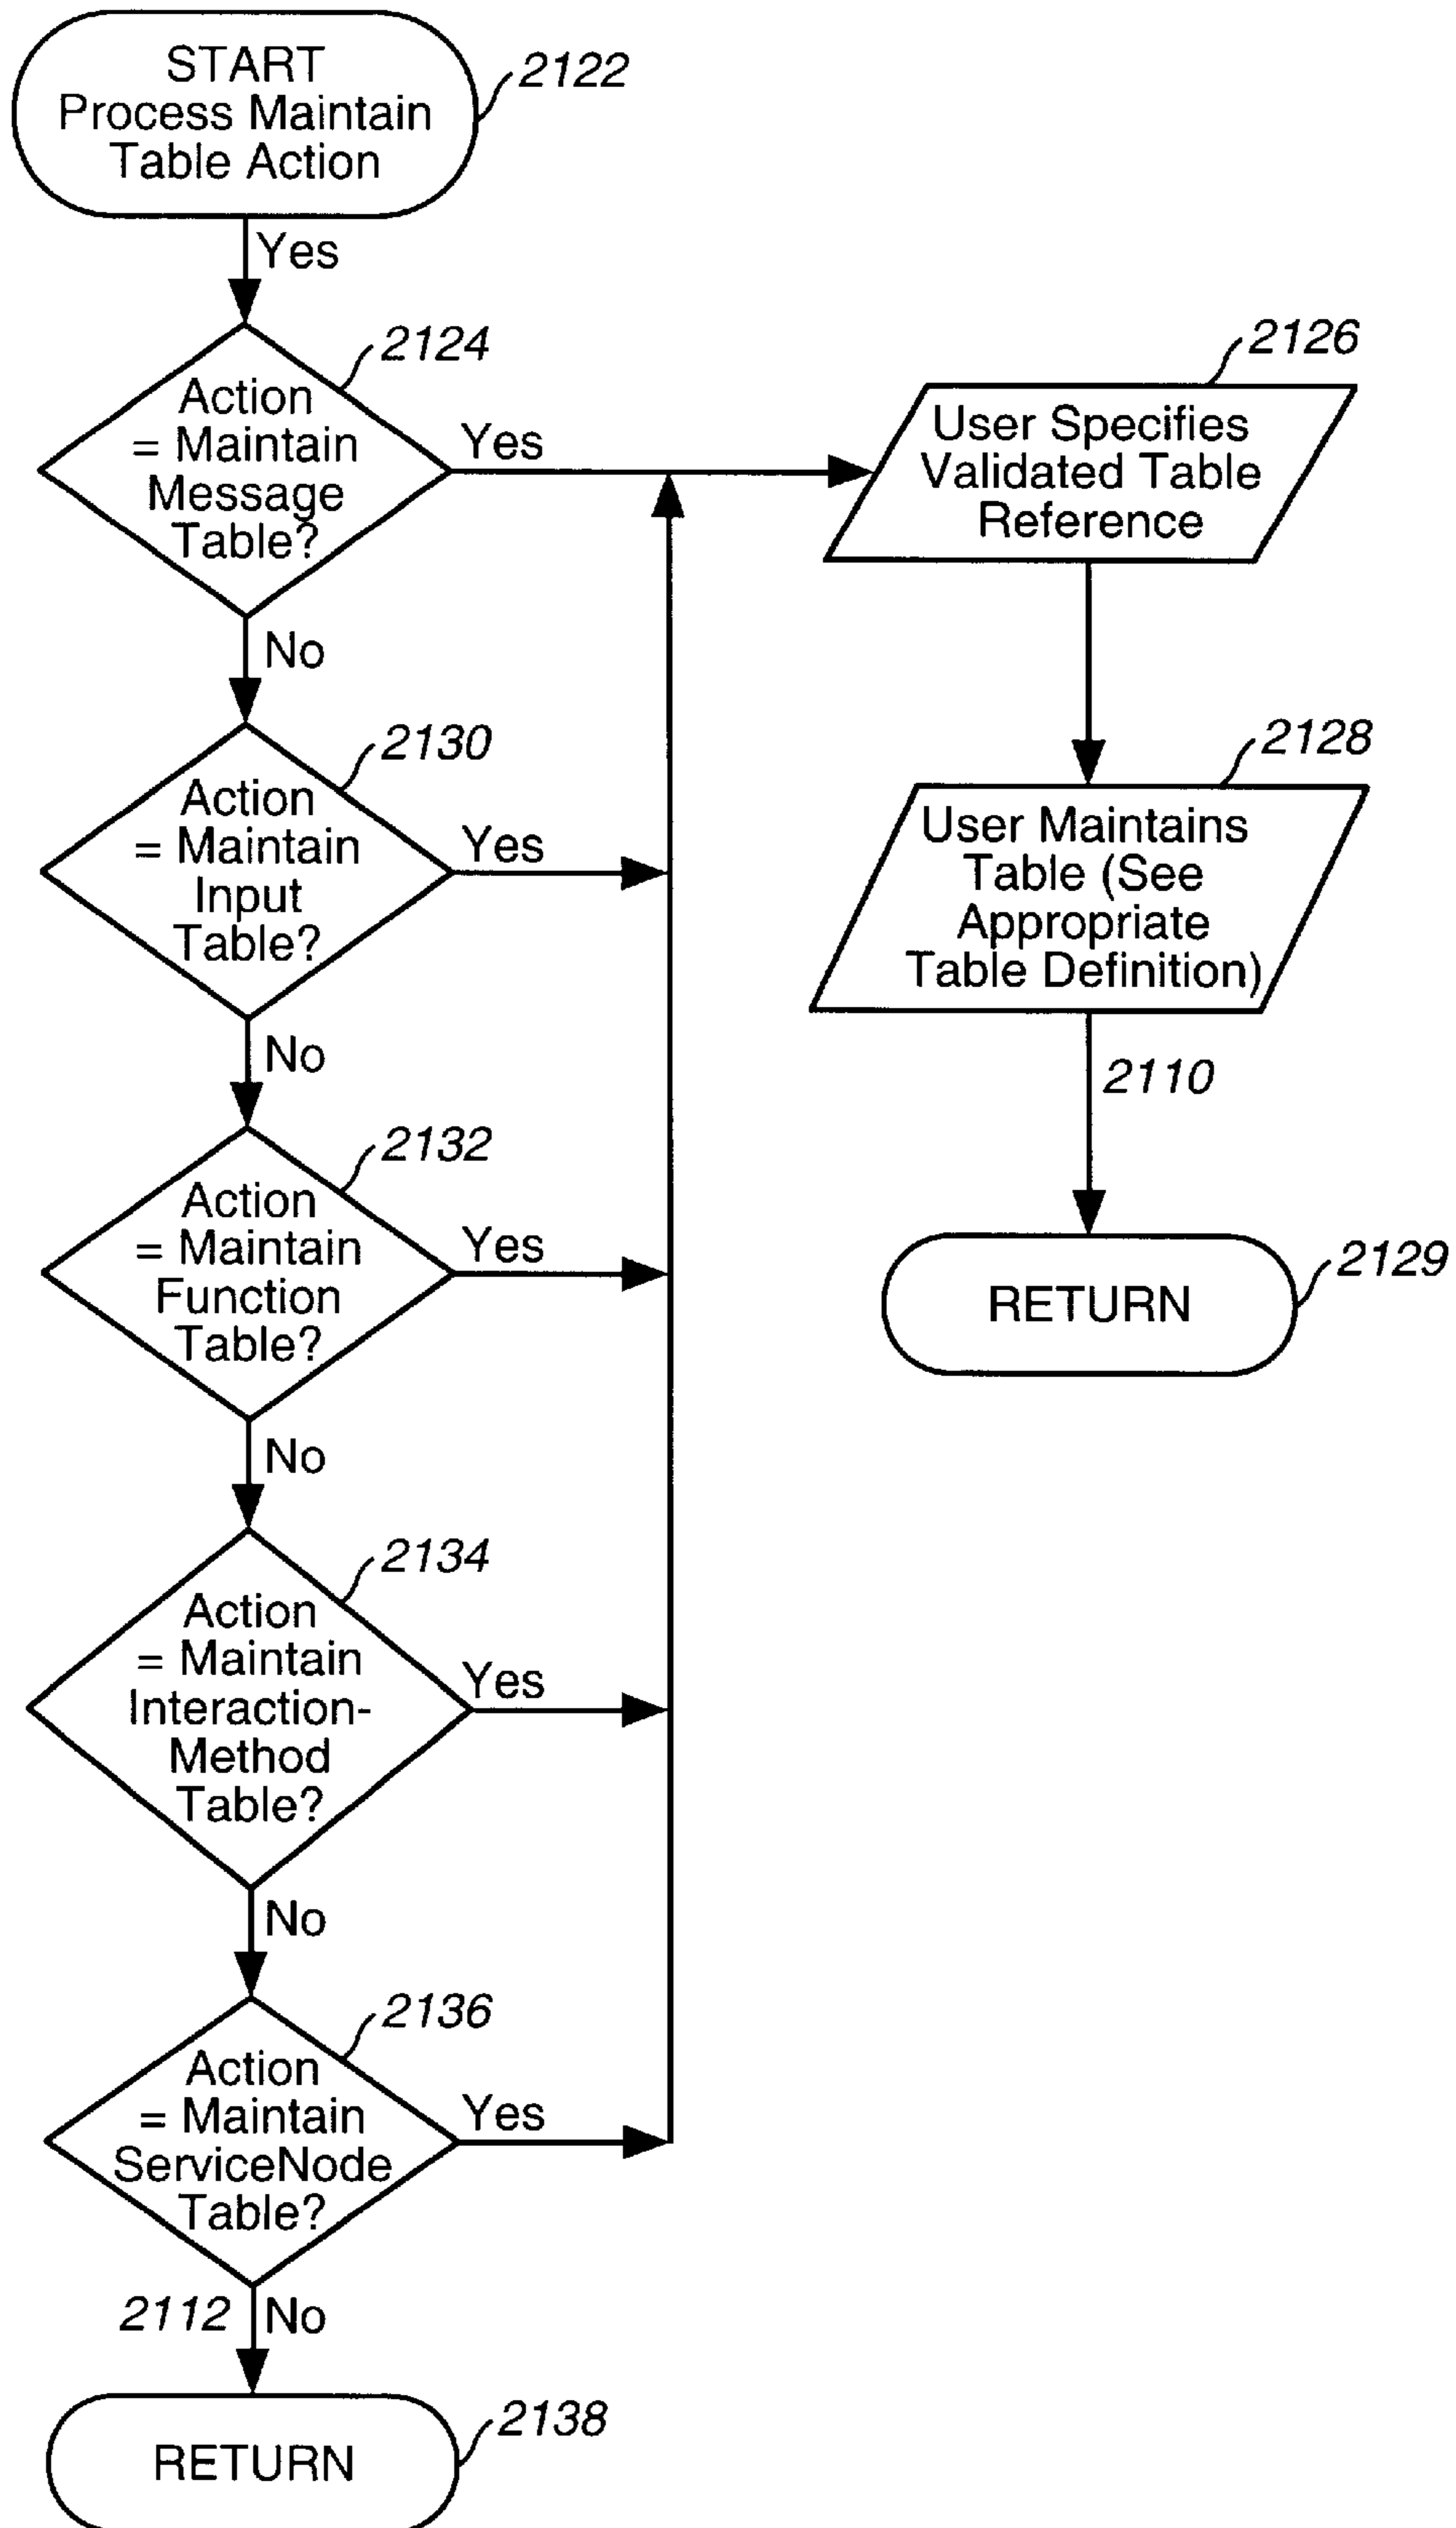 START
Process Maintain
Table Action
2122
Yes
Action
= Maintain
Message
Table?
2124
Yes
User Specifies
Validated Table
Reference
2126
No
Action
= Maintain
Input
Table?
2130
Yes
User Maintains
Table (See
Appropriate
Table Definition)
2128
No
2110
Action
= Maintain
Function
Table?
2132
Yes
RETURN
2129
No
Action
= Maintain
Interaction-
Method
Table?
2134
Yes
No
Action
= Maintain
ServiceNode
Table?
2136
Yes
2112
No
RETURN
2138